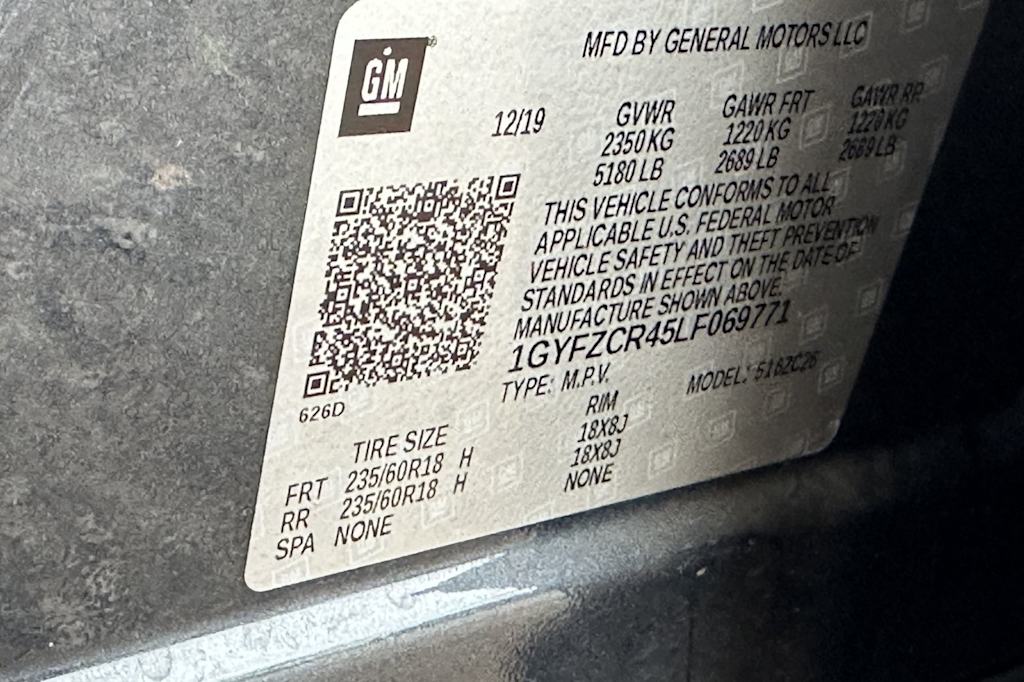 GM
MFD BY GENERAL MOTORS LLC
12/19
GVWR GAWR FRT GAWR RR
2350 KG 1220 KG 1220 KG
5180 LB 2689 LB 2689 LB
THIS VEHICLE CONFORMS TO ALL
APPLICABLE U.S. FEDERAL MOTOR
VEHICLE SAFETY AND THEFT PREVENTION
STANDARDS IN EFFECT ON THE DATE OF
MANUFACTURE SHOWN ABOVE.
1GYFZCR45LF069771
TYPE: M.P.V. MODEL: 516ZC26
626D
TIRE SIZE RIM
FRT 235/60R18 H 18X8J
RR 235/60R18 H 18X8J
SPA NONE NONE